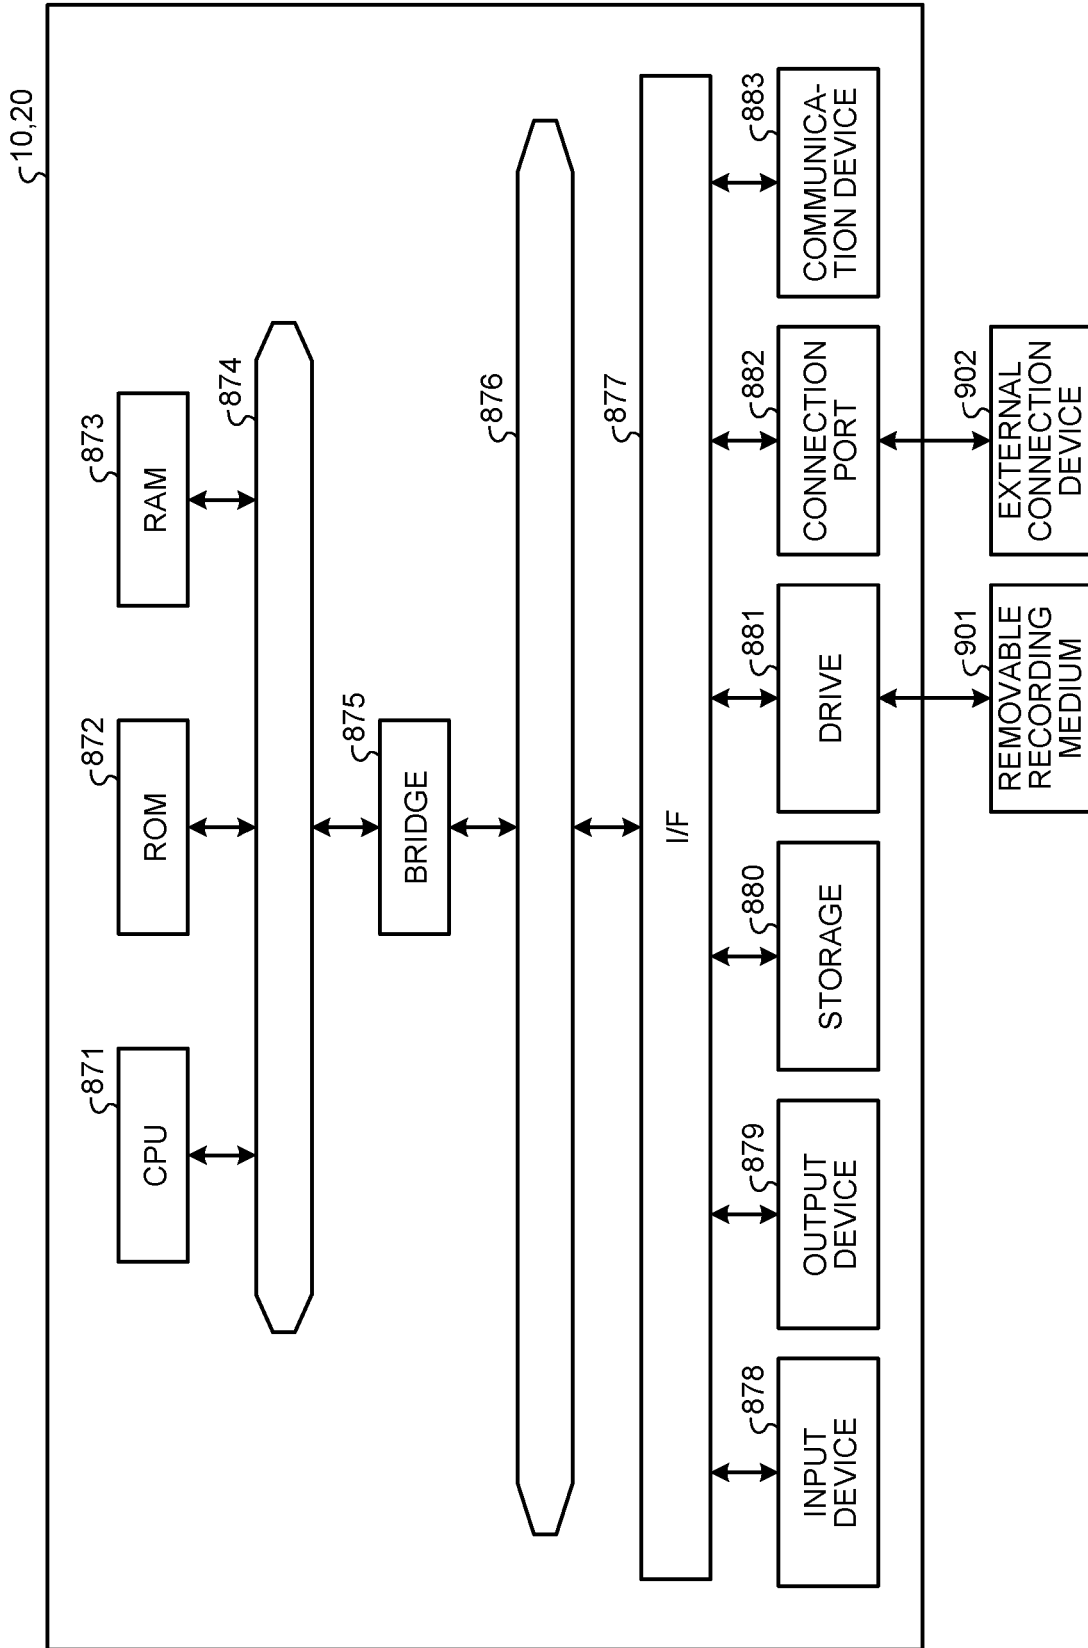 10,20
871
CPU
872
ROM
873
RAM
874
875
BRIDGE
876
877
I/F
878
INPUT
DEVICE
879
OUTPUT
DEVICE
880
STORAGE
881
DRIVE
882
CONNECTION
PORT
883
COMMUNICA-
TION DEVICE
901
REMOVABLE
RECORDING
MEDIUM
902
EXTERNAL
CONNECTION
DEVICE